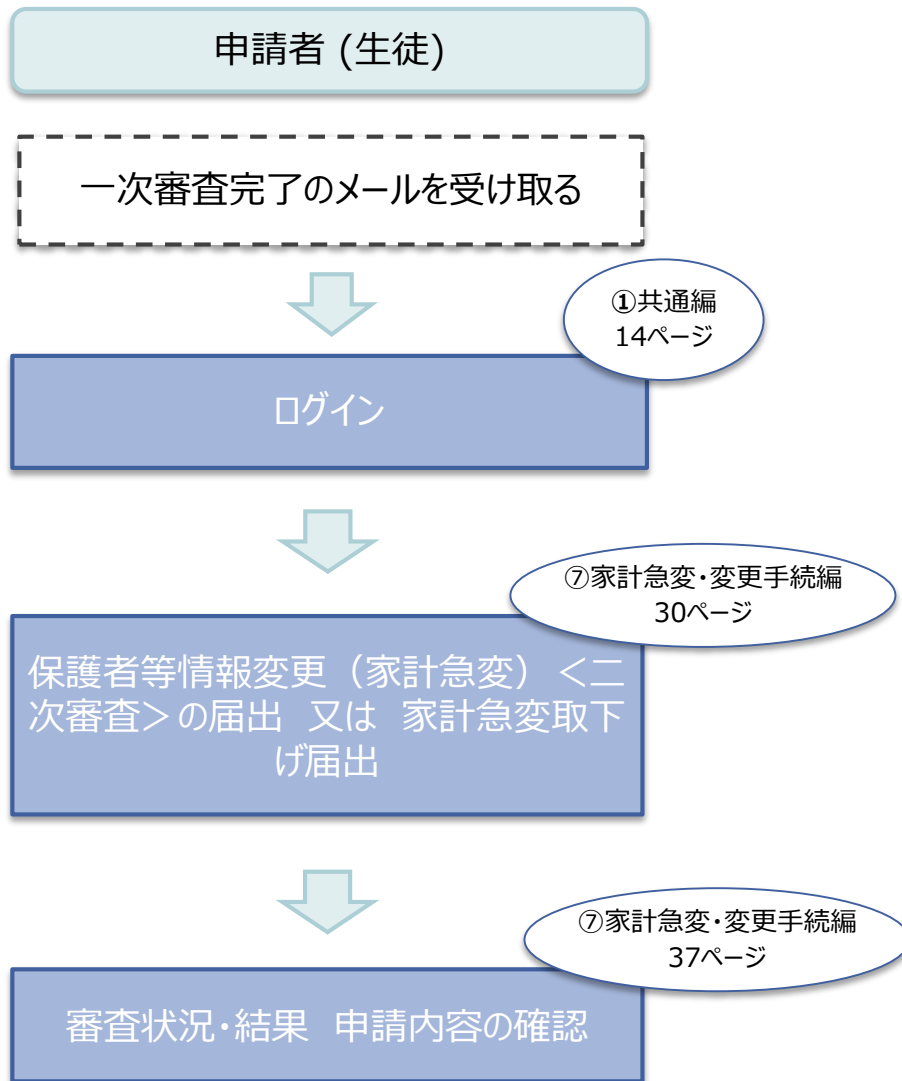 申請者 (生徒)
一次審査完了のメールを受け取る
①共通編
14ページ
ログイン
⑦家計急変・変更手続編
30ページ
保護者等情報変更（家計急変）＜二
次審査＞の届出 又は 家計急変取下
げ届出
⑦家計急変・変更手続編
37ページ
審査状況・結果 申請内容の確認